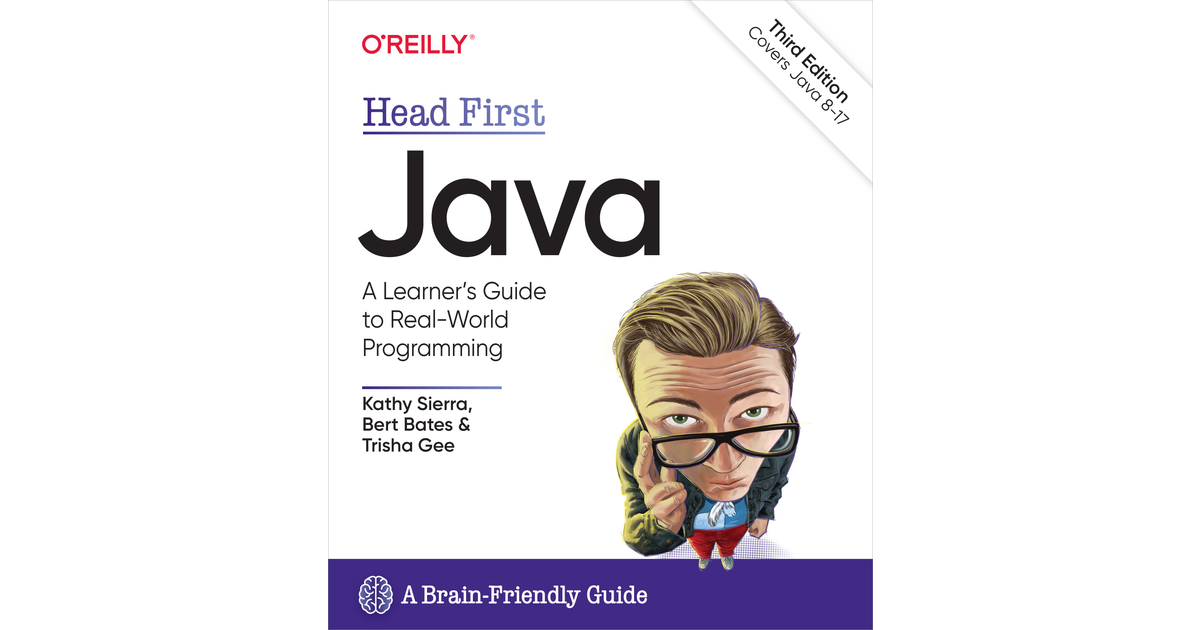 O'REILLY®
Third Edition
Covers Java 8–17
Head First
Java
A Learner's Guide
to Real-World
Programming
Kathy Sierra,
Bert Bates &
Trisha Gee
A Brain-Friendly Guide